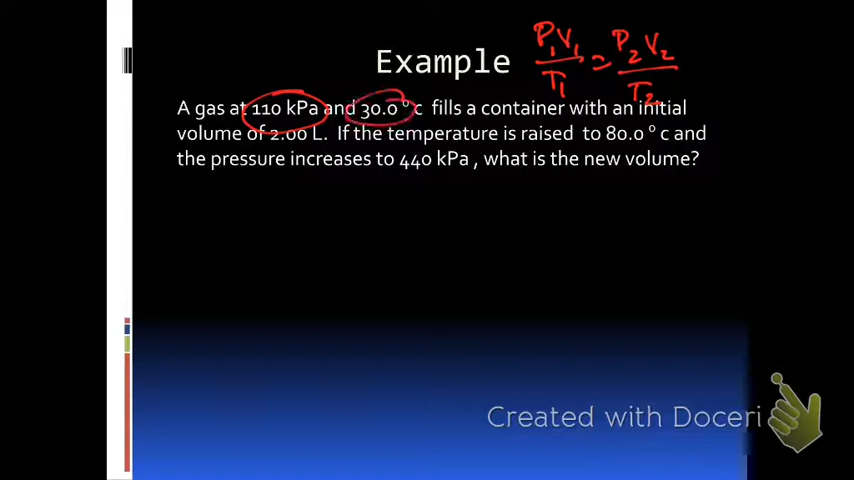 Example P₁V₁/T₁ = P₂V₂/T₂
A gas at 110 kPa and 30.0 ° c fills a container with an initial
volume of 2.00 L. If the temperature is raised to 80.0 ° c and
the pressure increases to 440 kPa , what is the new volume?
Created with Doceri